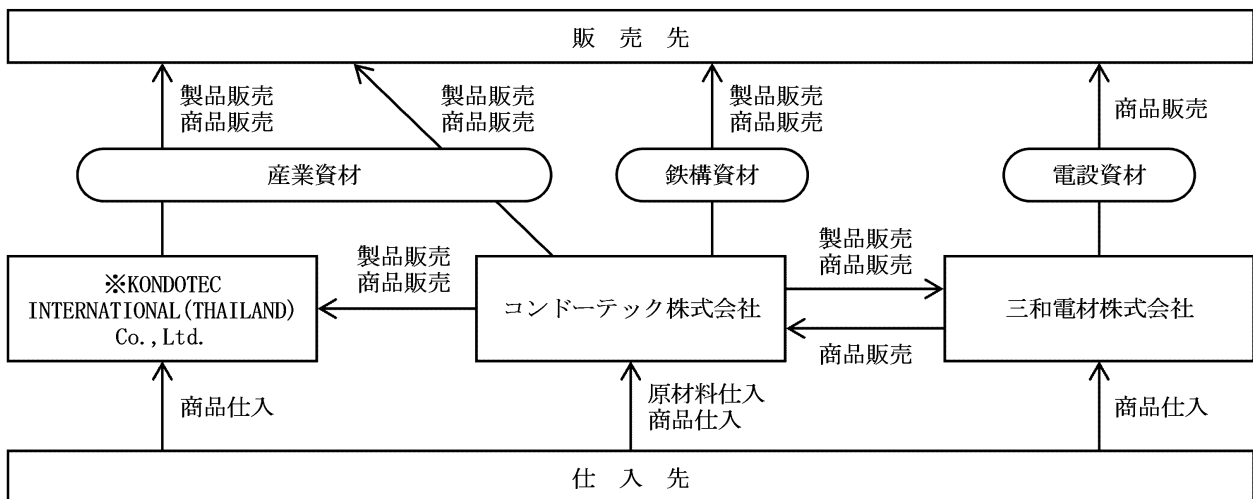 販 売 先
製品販売
商品販売
製品販売
商品販売
製品販売
商品販売
商品販売
産業資材
鉄構資材
電設資材
製品販売
商品販売
製品販売
商品販売
※KONDOTEC
INTERNATIONAL(THAILAND)
Co.,Ltd.
コンドーテック株式会社
三和電材株式会社
商品販売
商品仕入
原材料仕入
商品仕入
商品仕入
仕 入 先